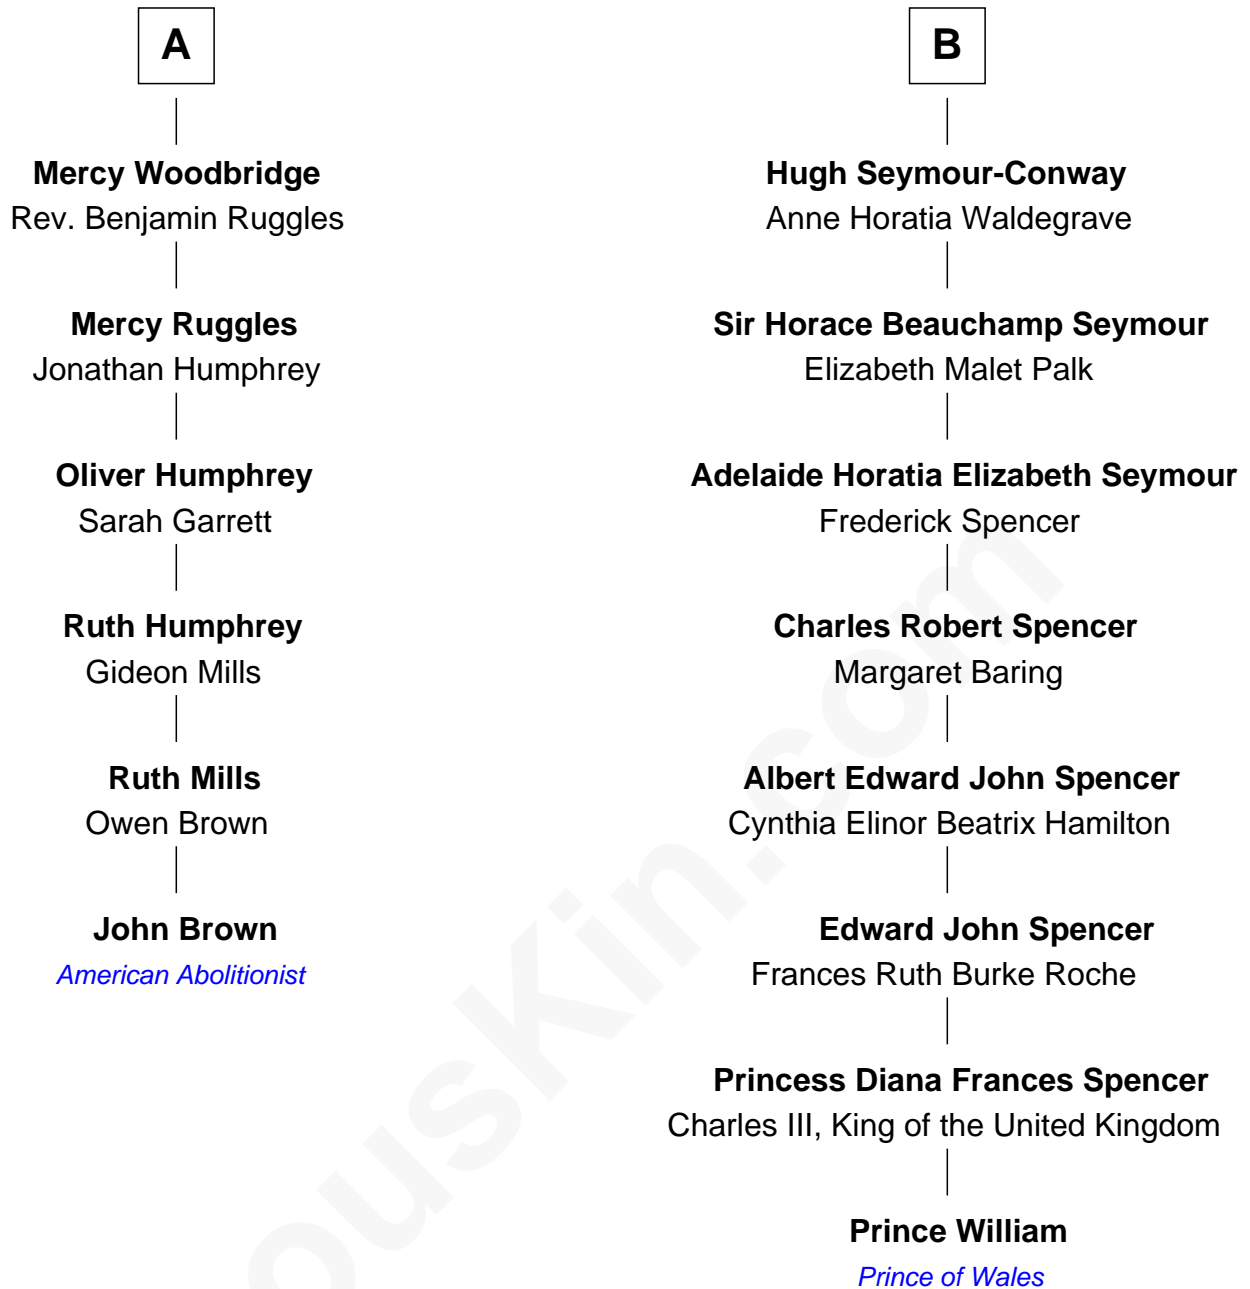 A
Mercy Woodbridge
Rev. Benjamin Ruggles
Mercy Ruggles
Jonathan Humphrey
Oliver Humphrey
Sarah Garrett
Ruth Humphrey
Gideon Mills
Ruth Mills
Owen Brown
John Brown
American Abolitionist
B
Hugh Seymour-Conway
Anne Horatia Waldegrave
Sir Horace Beauchamp Seymour
Elizabeth Malet Palk
Adelaide Horatia Elizabeth Seymour
Frederick Spencer
Charles Robert Spencer
Margaret Baring
Albert Edward John Spencer
Cynthia Elinor Beatrix Hamilton
Edward John Spencer
Frances Ruth Burke Roche
Princess Diana Frances Spencer
Charles III, King of the United Kingdom
Prince William
Prince of Wales
ousKin.com